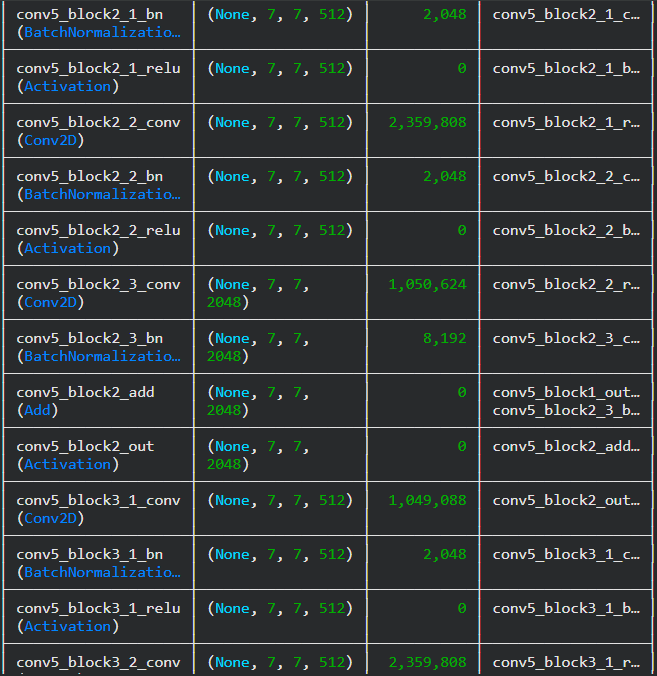 conv5_block2_1_bn (None, 7, 7, 512) 2,048 conv5_block2_1_c…
(BatchNormalizatio…
conv5_block2_1_relu (None, 7, 7, 512) 0 conv5_block2_1_b…
(Activation)
conv5_block2_2_conv (None, 7, 7, 512) 2,359,808 conv5_block2_1_r…
(Conv2D)
conv5_block2_2_bn (None, 7, 7, 512) 2,048 conv5_block2_2_c…
(BatchNormalizatio…
conv5_block2_2_relu (None, 7, 7, 512) 0 conv5_block2_2_b…
(Activation)
conv5_block2_3_conv (None, 7, 7, 1,050,624 conv5_block2_2_r…
(Conv2D) 2048)
conv5_block2_3_bn (None, 7, 7, 8,192 conv5_block2_3_c…
(BatchNormalizatio… 2048)
conv5_block2_add (None, 7, 7, 0 conv5_block1_out…
(Add) 2048) conv5_block2_3_b…
conv5_block2_out (None, 7, 7, 0 conv5_block2_add…
(Activation) 2048)
conv5_block3_1_conv (None, 7, 7, 512) 1,049,088 conv5_block2_out…
(Conv2D)
conv5_block3_1_bn (None, 7, 7, 512) 2,048 conv5_block3_1_c…
(BatchNormalizatio…
conv5_block3_1_relu (None, 7, 7, 512) 0 conv5_block3_1_b…
(Activation)
conv5_block3_2_conv (None, 7, 7, 512) 2,359,808 conv5_block3_1_r…